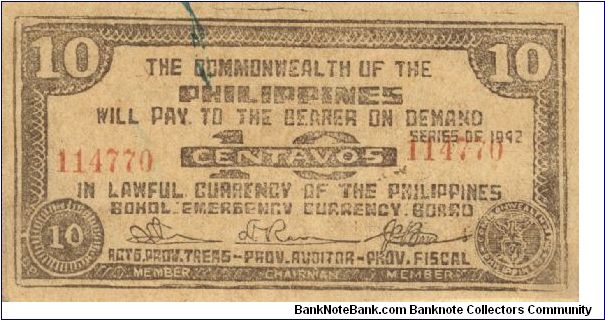 10 10
THE COMMONWEALTH OF THE
PHILIPPINES
WILL PAY TO THE BEARER ON DEMAND
SERIES OF 1942
114770 10 114770
CENTAVOS
IN LAWFUL CURRENCY OF THE PHILIPPINES
BOHOL EMERGENCY CURRENCY BOARD
10
ACTG.PROV.TREAS-PROV.AUDITOR-PROV.FISCAL
MEMBER CHAIRMAN MEMBER
BankNoteBank.com Banknote Collectors Community